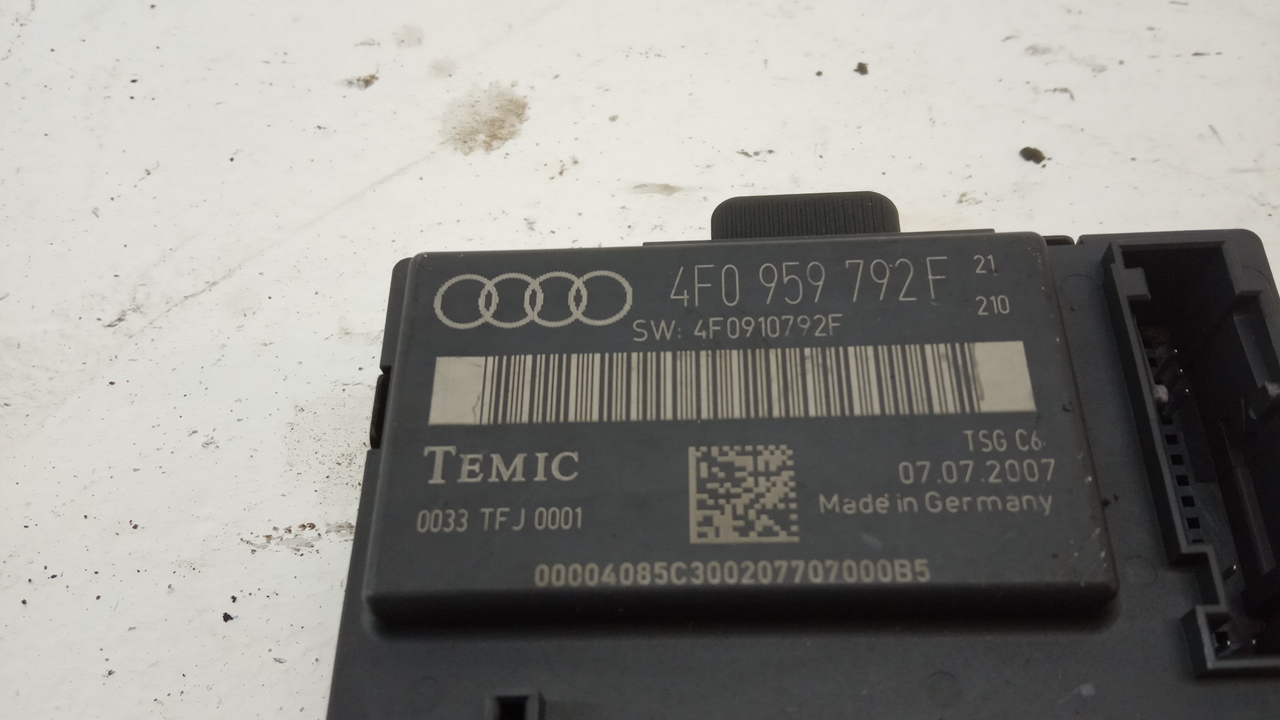 4F0 959 792F 21
210
SW: 4F0910792F
TEMIC
TSG C6
07.07.2007
Made in Germany
0033 TFJ 0001
00004085C300207707000B5